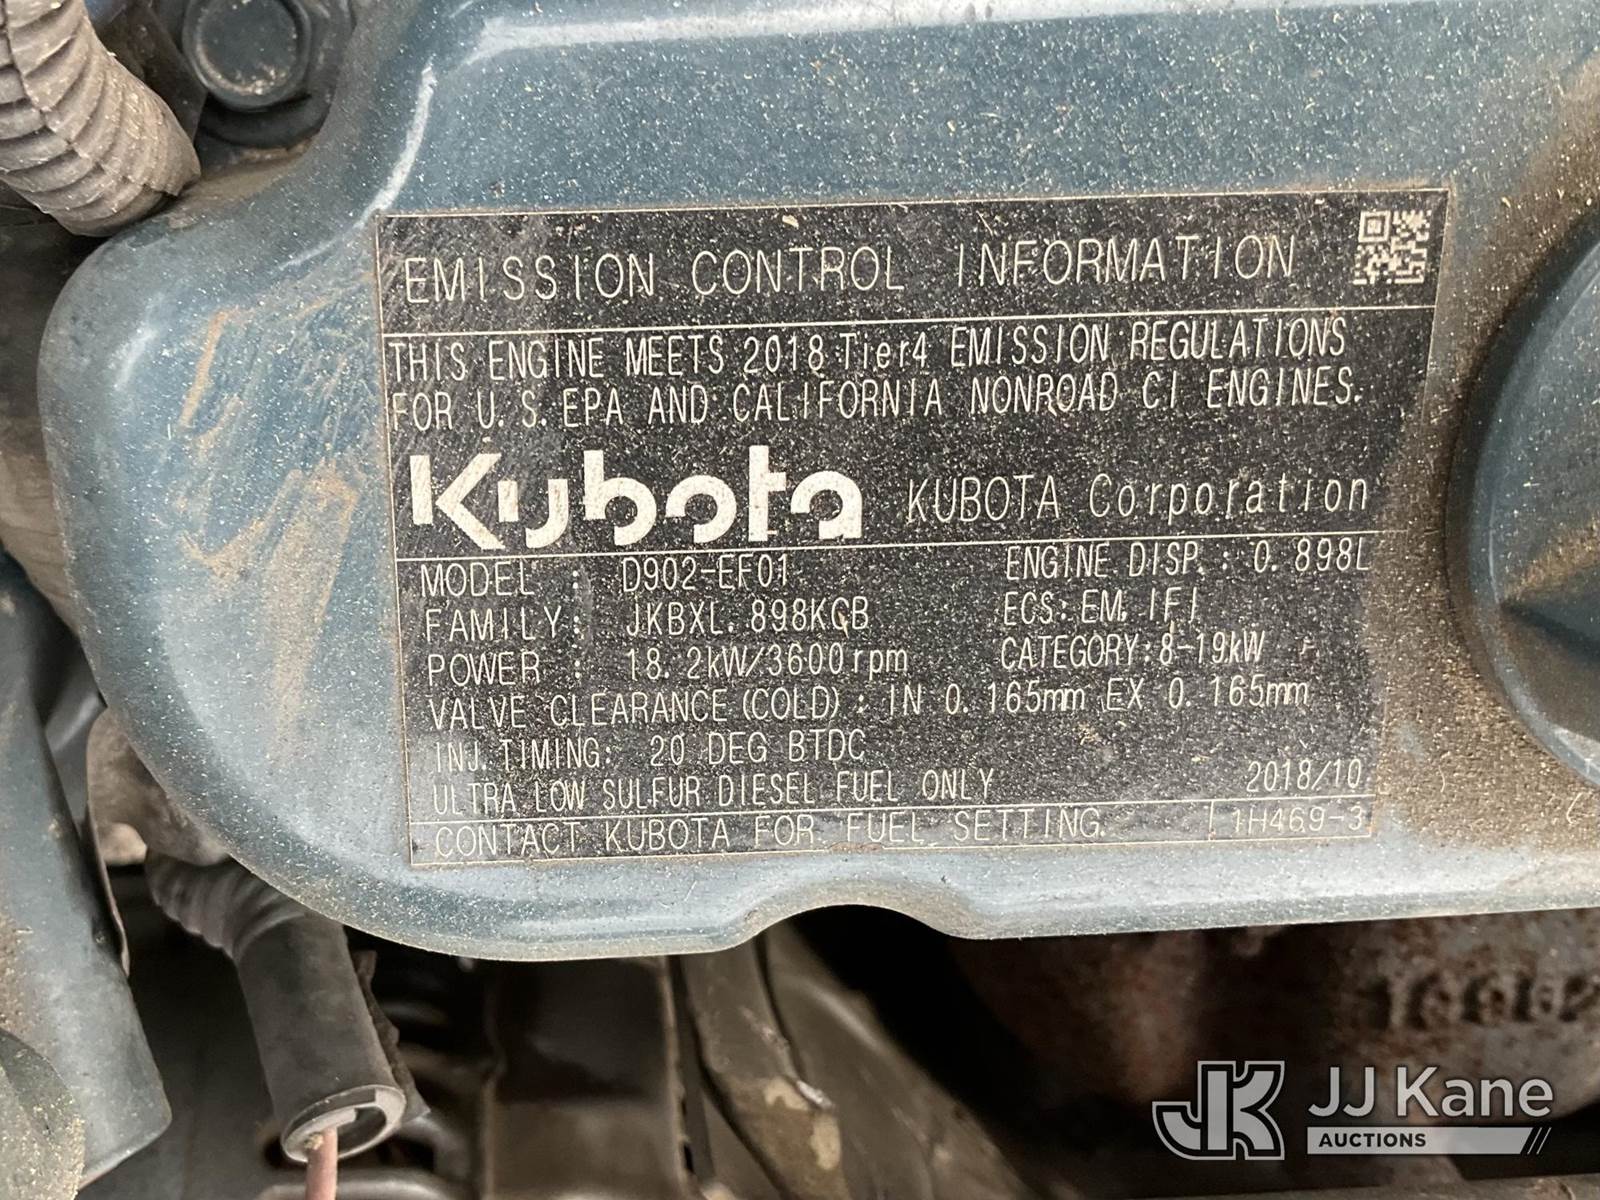 EMISSION CONTROL INFORMATION
THIS ENGINE MEETS 2018 Tier4 EMISSION REGULATIONS
FOR U.S.EPA AND CALIFORNIA NONROAD CI ENGINES.
Kubota KUBOTA Corporation
MODEL : D902-EF01 ENGINE DISP.: 0.898L
FAMILY: JKBXL.898KCB ECS:EM,IFI
POWER : 18.2kW/3600rpm CATEGORY:8-19kW
VALVE CLEARANCE(COLD): IN 0.165mm EX 0.165mm
INJ.TIMING: 20 DEG BTDC
ULTRA LOW SULFUR DIESEL FUEL ONLY 2018/10
CONTACT KUBOTA FOR FUEL SETTING. 1H469-3
JK JJ Kane
AUCTIONS